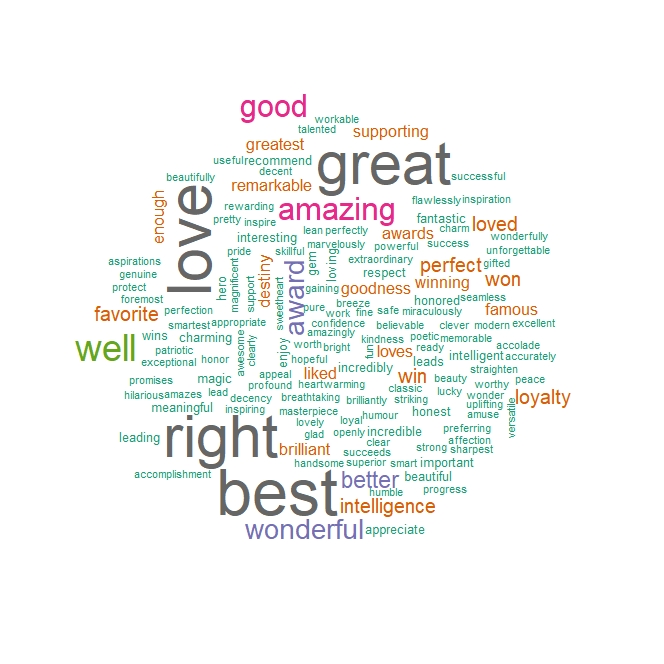 good
workable
talented
supporting
greatest
great
useful
recommend
decent
beautifully
remarkable
successful
love
enough
rewarding
amazing
flawlessly
inspiration
pretty
inspire
fantastic
loved
lean
perfectly
awards
charm
wonderfully
interesting
marvelously
powerful
success
unforgettable
pride
skillful
gem
loving
extraordinary
perfect
gifted
aspirations
genuine
hero
magnificent
support
destiny
sweetheart
award
respect
winning
won
protect
gaining
goodness
honored
seamless
foremost
favorite
perfection
pure
breeze
work
fine
safe
miraculously
famous
smartest
appropriate
confidence
believable
clever
modern
excellent
well
wins
charming
awesome
clearly
amazingly
kindness
poetic
memorable
patriotic
enjoy
worth
bright
fun
loves
ready
accolade
exceptional
honor
hopeful
incredibly
leads
intelligent
accurately
straighten
promises
magic
appeal
liked
win
beauty
worthy
peace
profound
heartwarming
classic
lucky
wonder
hilarious
amazes
lead
decency
breathtaking
brilliantly
striking
uplifting
loyalty
meaningful
inspiring
masterpiece
humour
honest
amuse
versatile
right
lovely
loyal
preferring
leading
glad
openly
incredible
affection
brilliant
clear
succeeds
strong
sharpest
handsome
superior
smart
important
accomplishment
best
better
beautiful
humble
progress
intelligence
wonderful
appreciate